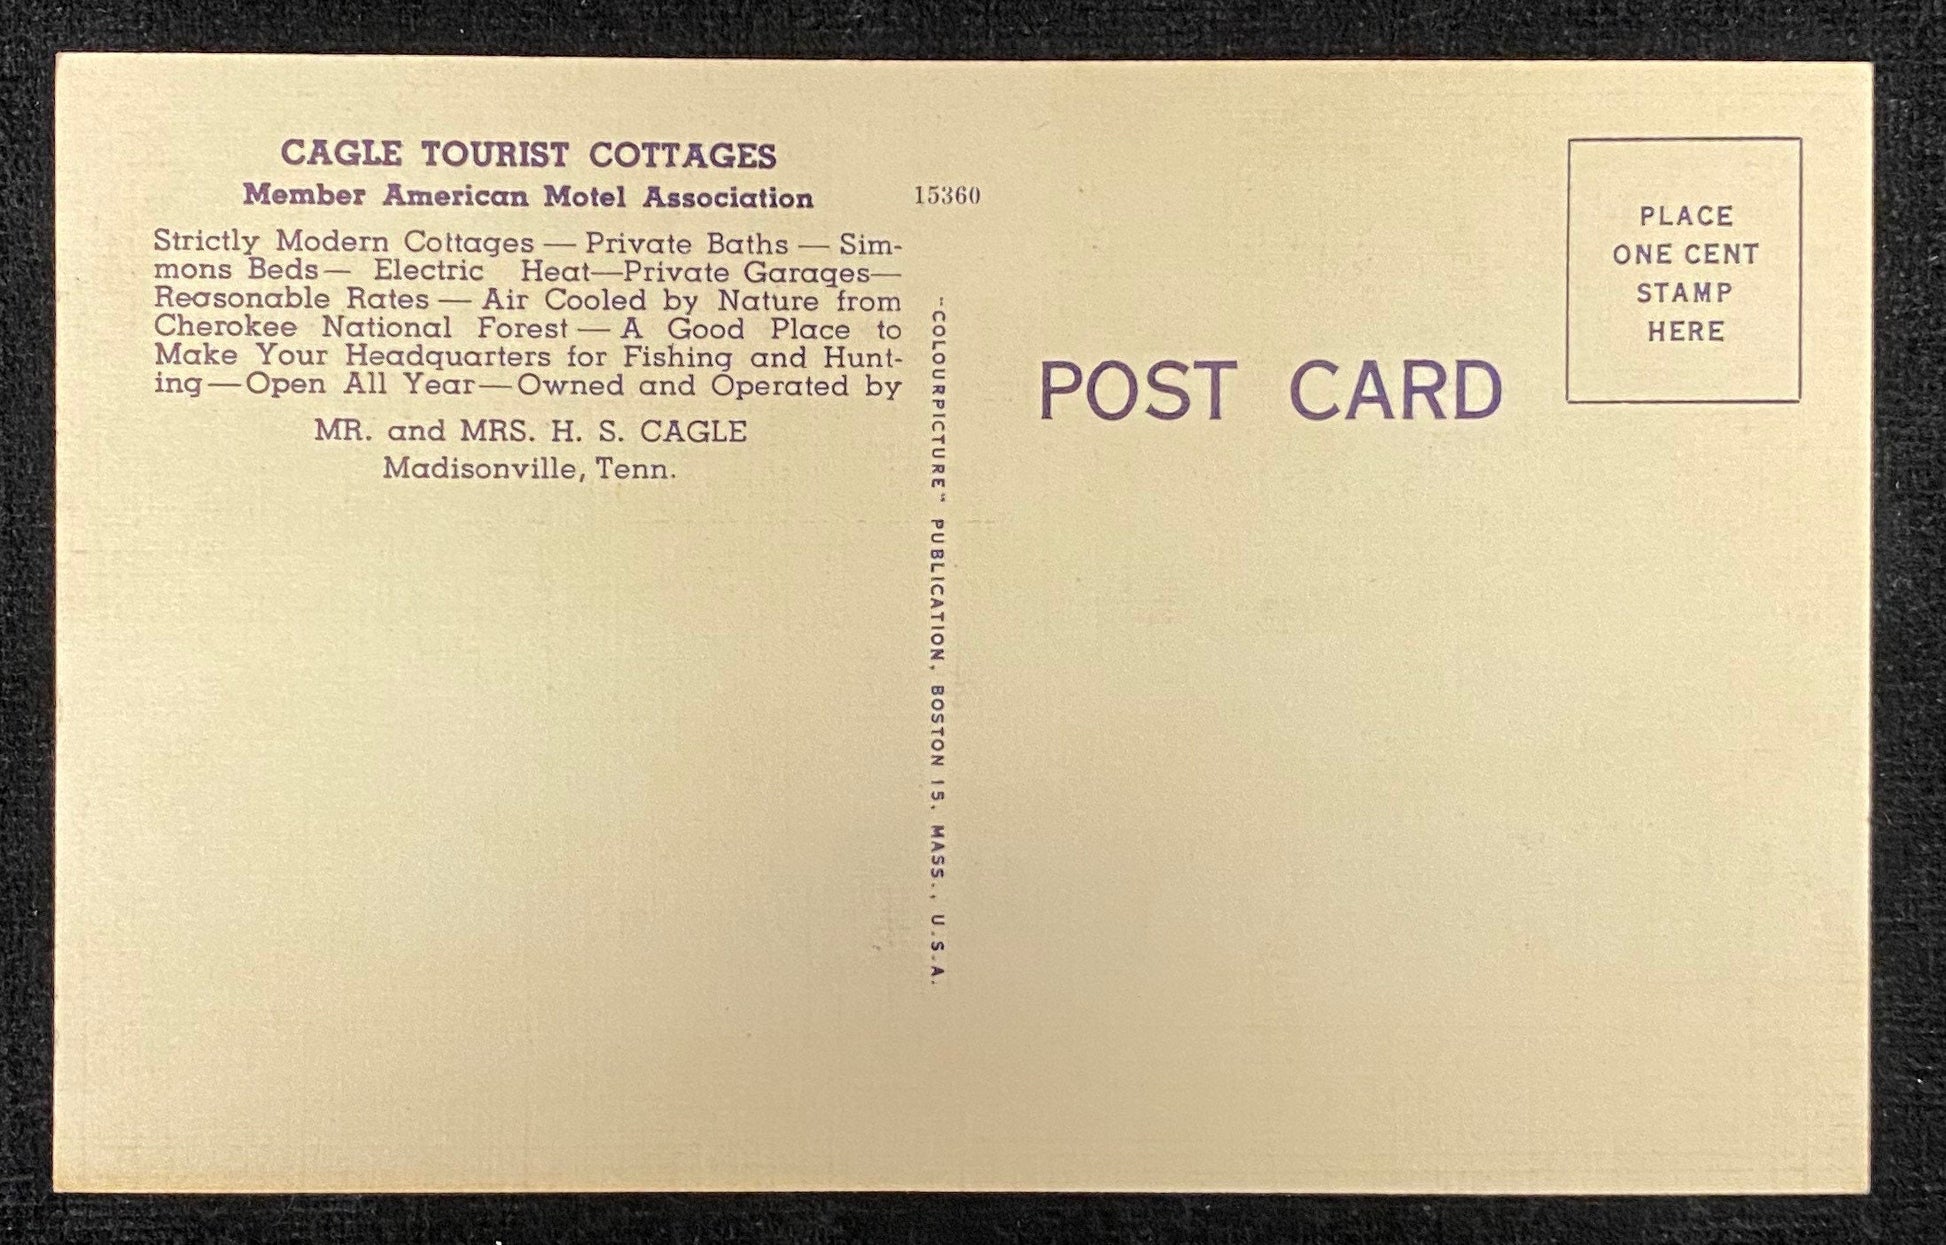 CAGLE TOURIST COTTAGES
Member American Motel Association
Strictly Modern Cottages — Private Baths — Sim-
mons Beds— Electric Heat—Private Garages—
Reasonable Rates — Air Cooled by Nature from
Cherokee National Forest — A Good Place to
Make Your Headquarters for Fishing and Hunt-
ing—Open All Year—Owned and Operated by
MR. and MRS. H. S. CAGLE
Madisonville, Tenn.
15360
"COLOURPICTURE" PUBLICATION, BOSTON 15, MASS., U.S.A.
POST CARD
PLACE
ONE CENT
STAMP
HERE